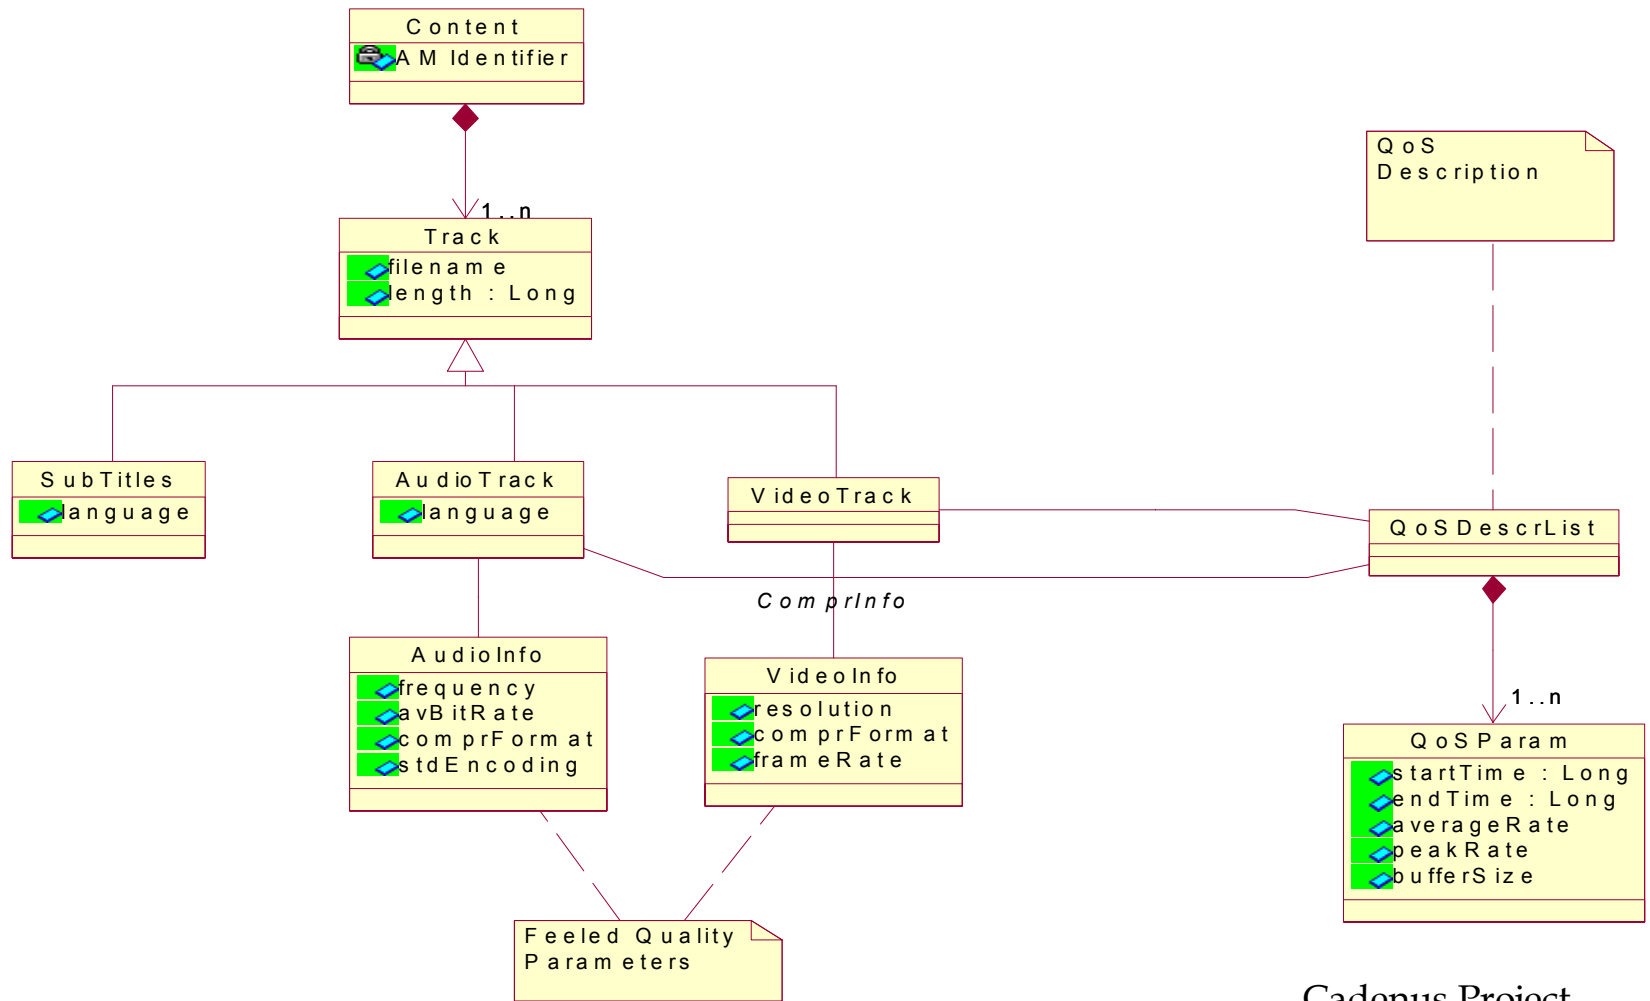 Content
AM Identifier
1..n
Track
filename
length : Long
QoS
Description
SubTitles
language
AudioTrack
language
VideoTrack
QoSDescrList
ComprInfo
AudioInfo
frequency
avBitRate
comprFormat
stdEncoding
VideoInfo
resolution
comprFormat
frameRate
1..n
QoSParam
startTime : Long
endTime : Long
averageRate
peakRate
bufferSize
Feeled Quality
Parameters
Cadenus Project